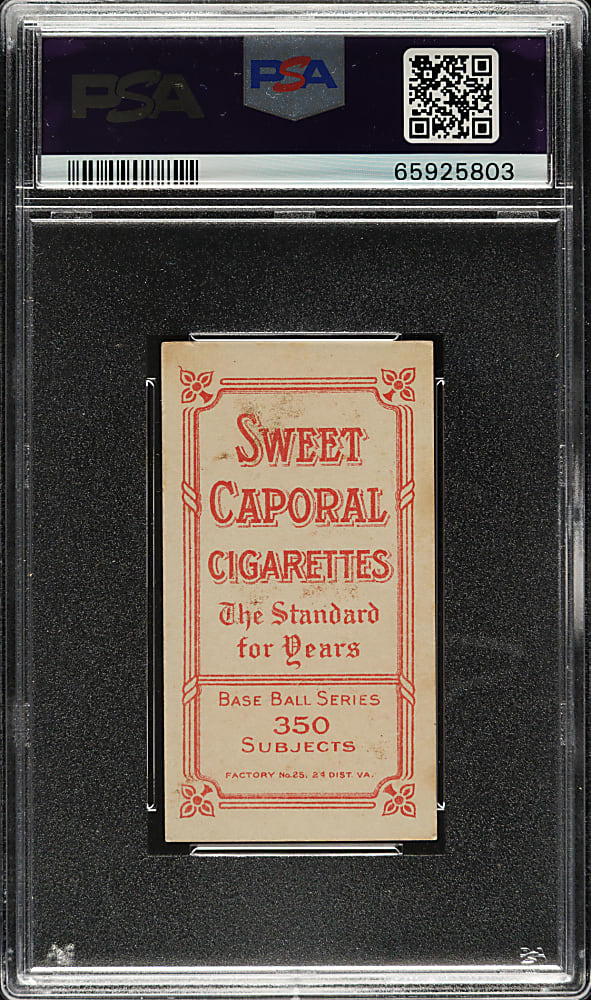 PSA
PSA
65925803
SWEET
CAPORAL
CIGARETTES
The Standard
for Years
BASE BALL SERIES
350
SUBJECTS
FACTORY No. 25, 2d DIST. VA.